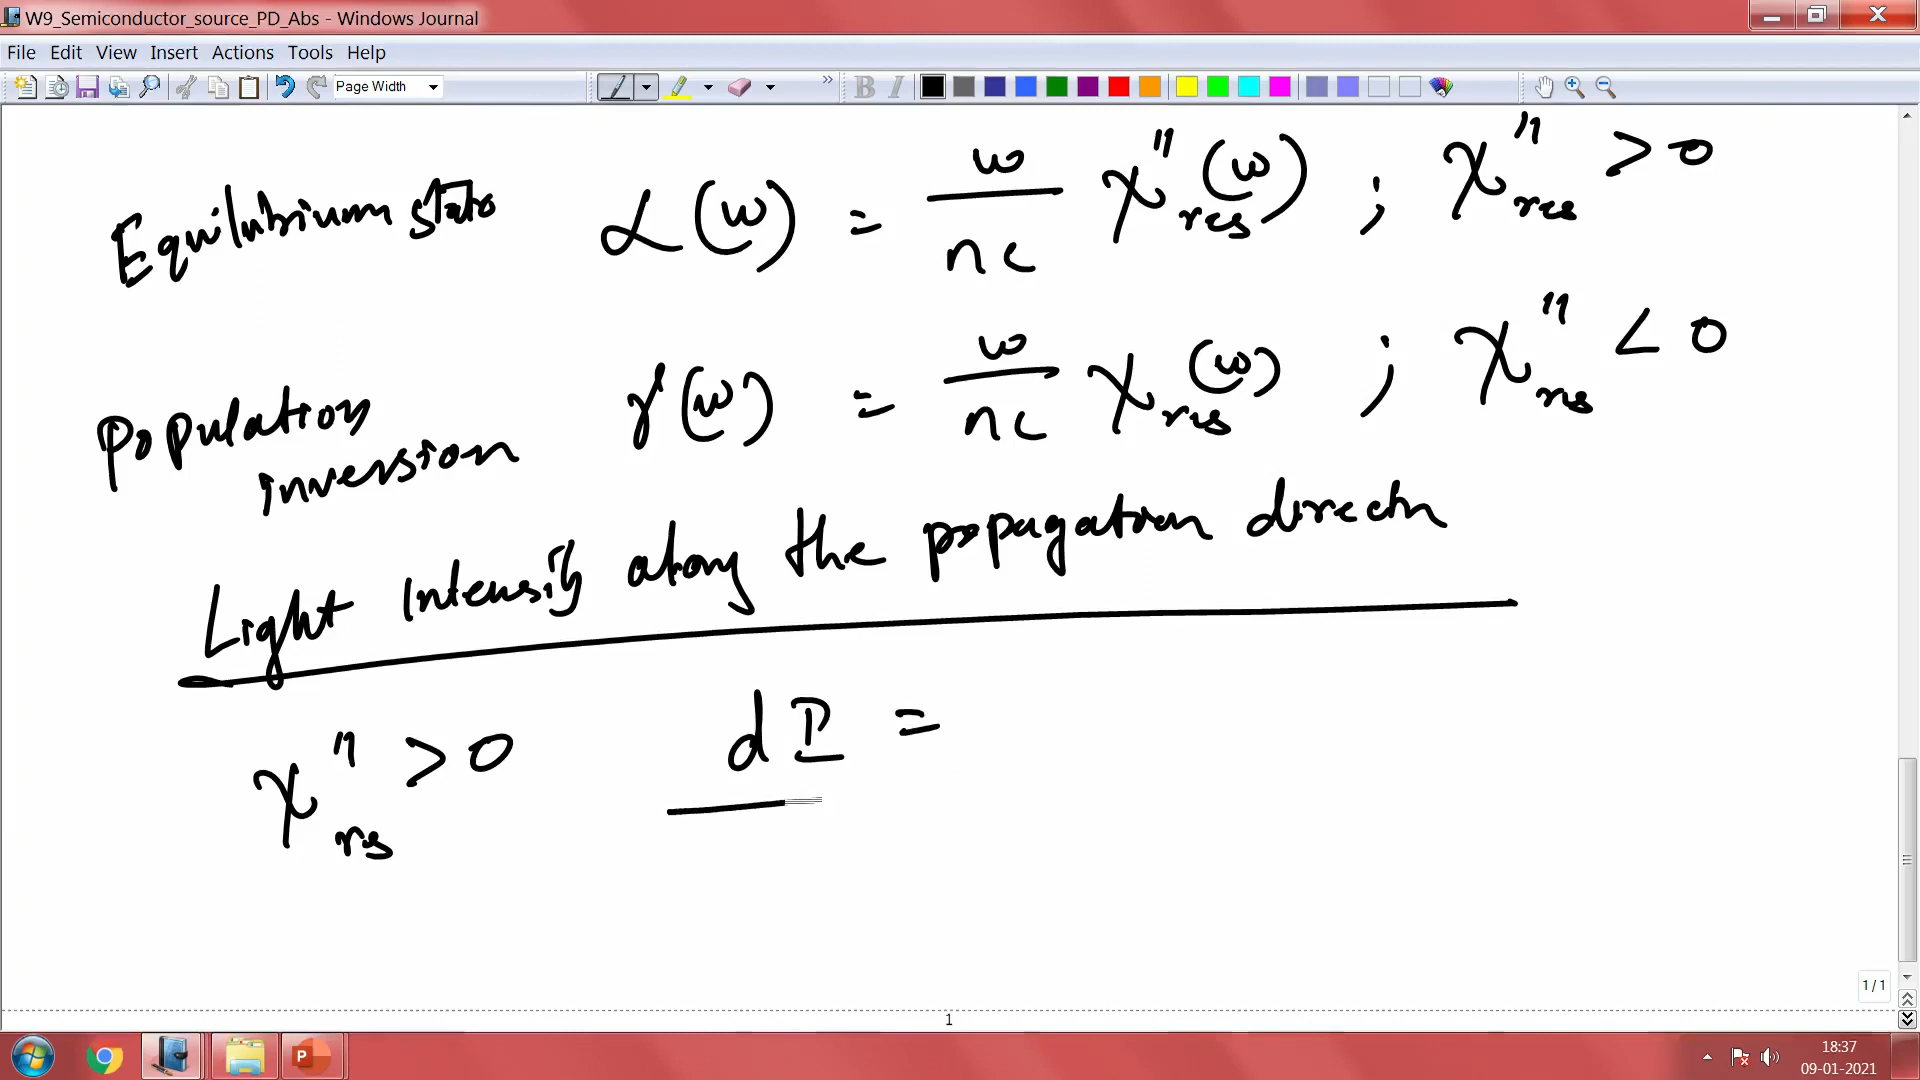 W9_Semiconductor_source_PD_Abs - Windows Journal
File Edit View Insert Actions Tools Help
Page Width
B I
Equilibrium state α(ω) = ω/nc χ"res(ω) ; χ"res > 0
Population inversion γ(ω) = ω/nc χres(ω) ; χ"res < 0
Light Intensity along the propagation directn
χ"res > 0 dI =
1 / 1
1
P
18:37
09-01-2021